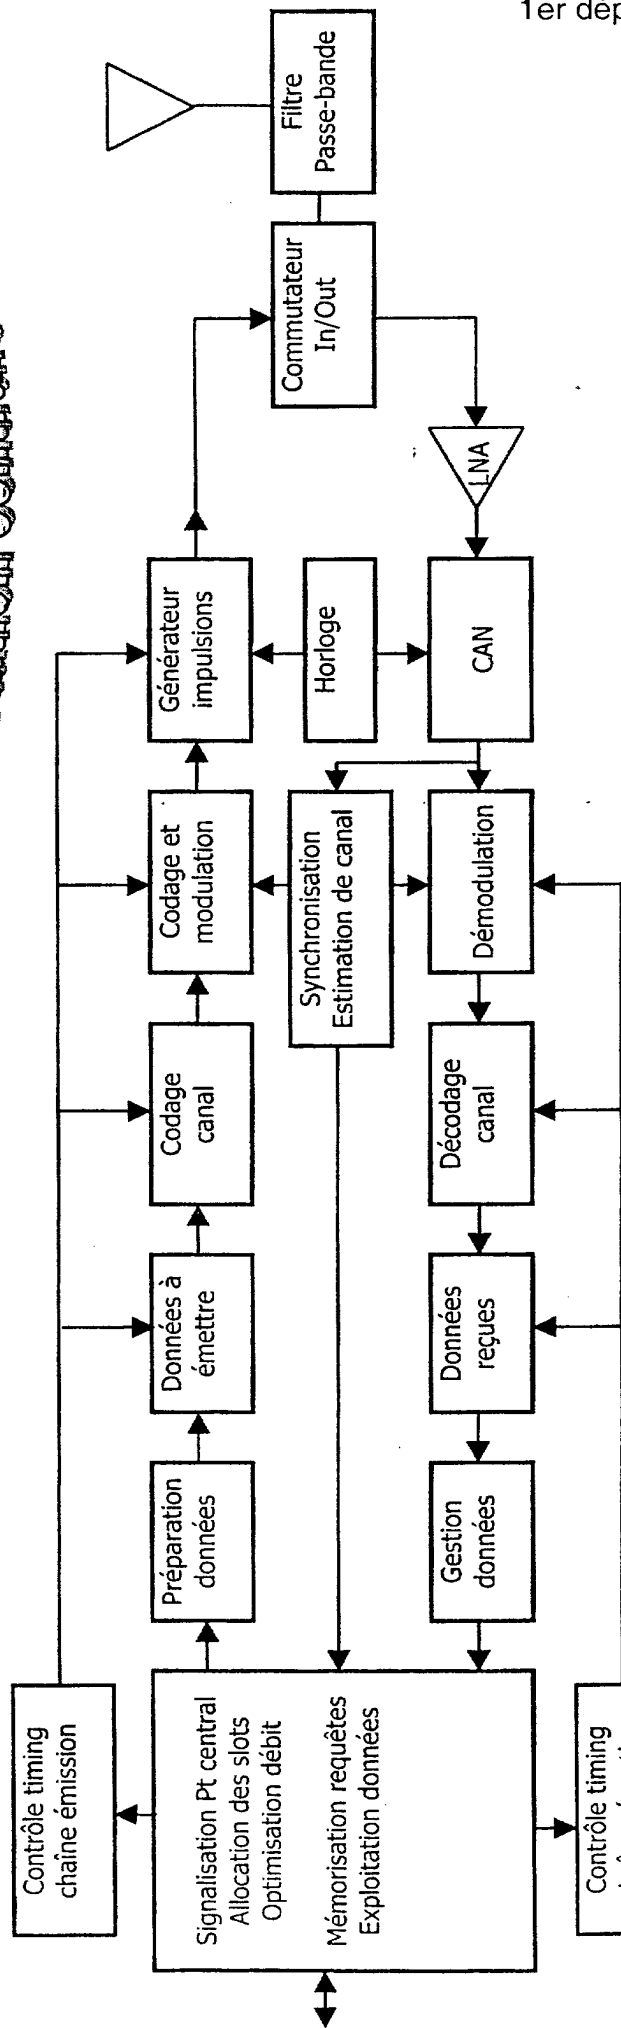 1er dép
Filtre
Passe-bande
Commutateur
In/Out
LNA
Générateur
impulsions
Horloge
CAN
Codage et
modulation
Synchronisation
Estimation de canal
Démodulation
Codage
canal
Décodage
canal
Données à
émettre
Données
reçues
Préparation
données
Gestion
données
Contrôle timing
chaîne émission
Signalisation Pt central
Allocation des slots
Optimisation débit
Mémorisation requêtes
Exploitation données
Contrôle timing